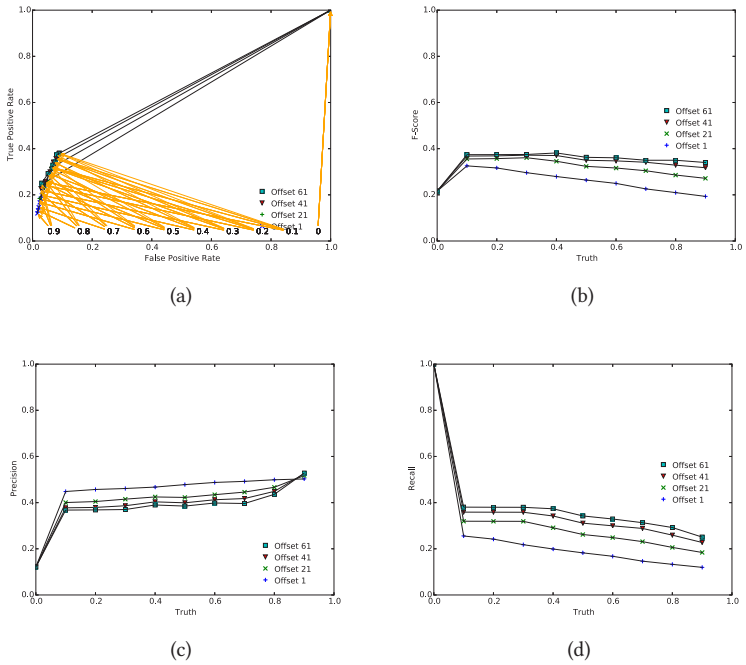 1.0
0.8
0.6
0.4
0.2
0.0
True Positive Rate
Offset 61
Offset 41
Offset 21
Offset 1
0.9 0.8 0.7 0.6 0.5 0.4 0.3 0.2 0.1 0
0.0 0.2 0.4 0.6 0.8 1.0
False Positive Rate
(a)
1.0
0.8
0.6
0.4
0.2
0.0
F-Score
Offset 61
Offset 41
Offset 21
Offset 1
0.0 0.2 0.4 0.6 0.8 1.0
Truth
(b)
1.0
0.8
0.6
0.4
0.2
0.0
Precision
Offset 61
Offset 41
Offset 21
Offset 1
0.0 0.2 0.4 0.6 0.8 1.0
Truth
(c)
1.0
0.8
0.6
0.4
0.2
0.0
Recall
Offset 61
Offset 41
Offset 21
Offset 1
0.0 0.2 0.4 0.6 0.8 1.0
Truth
(d)